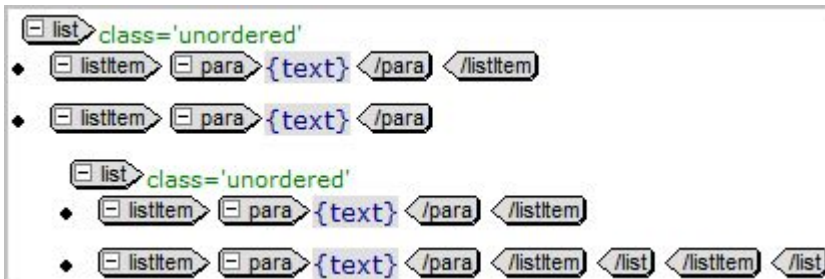 list class='unordered'
listItem para {text} /para /listItem
listItem para {text} /para
list class='unordered'
listItem para {text} /para /listItem
listItem para {text} /para /listItem /list /listItem /list